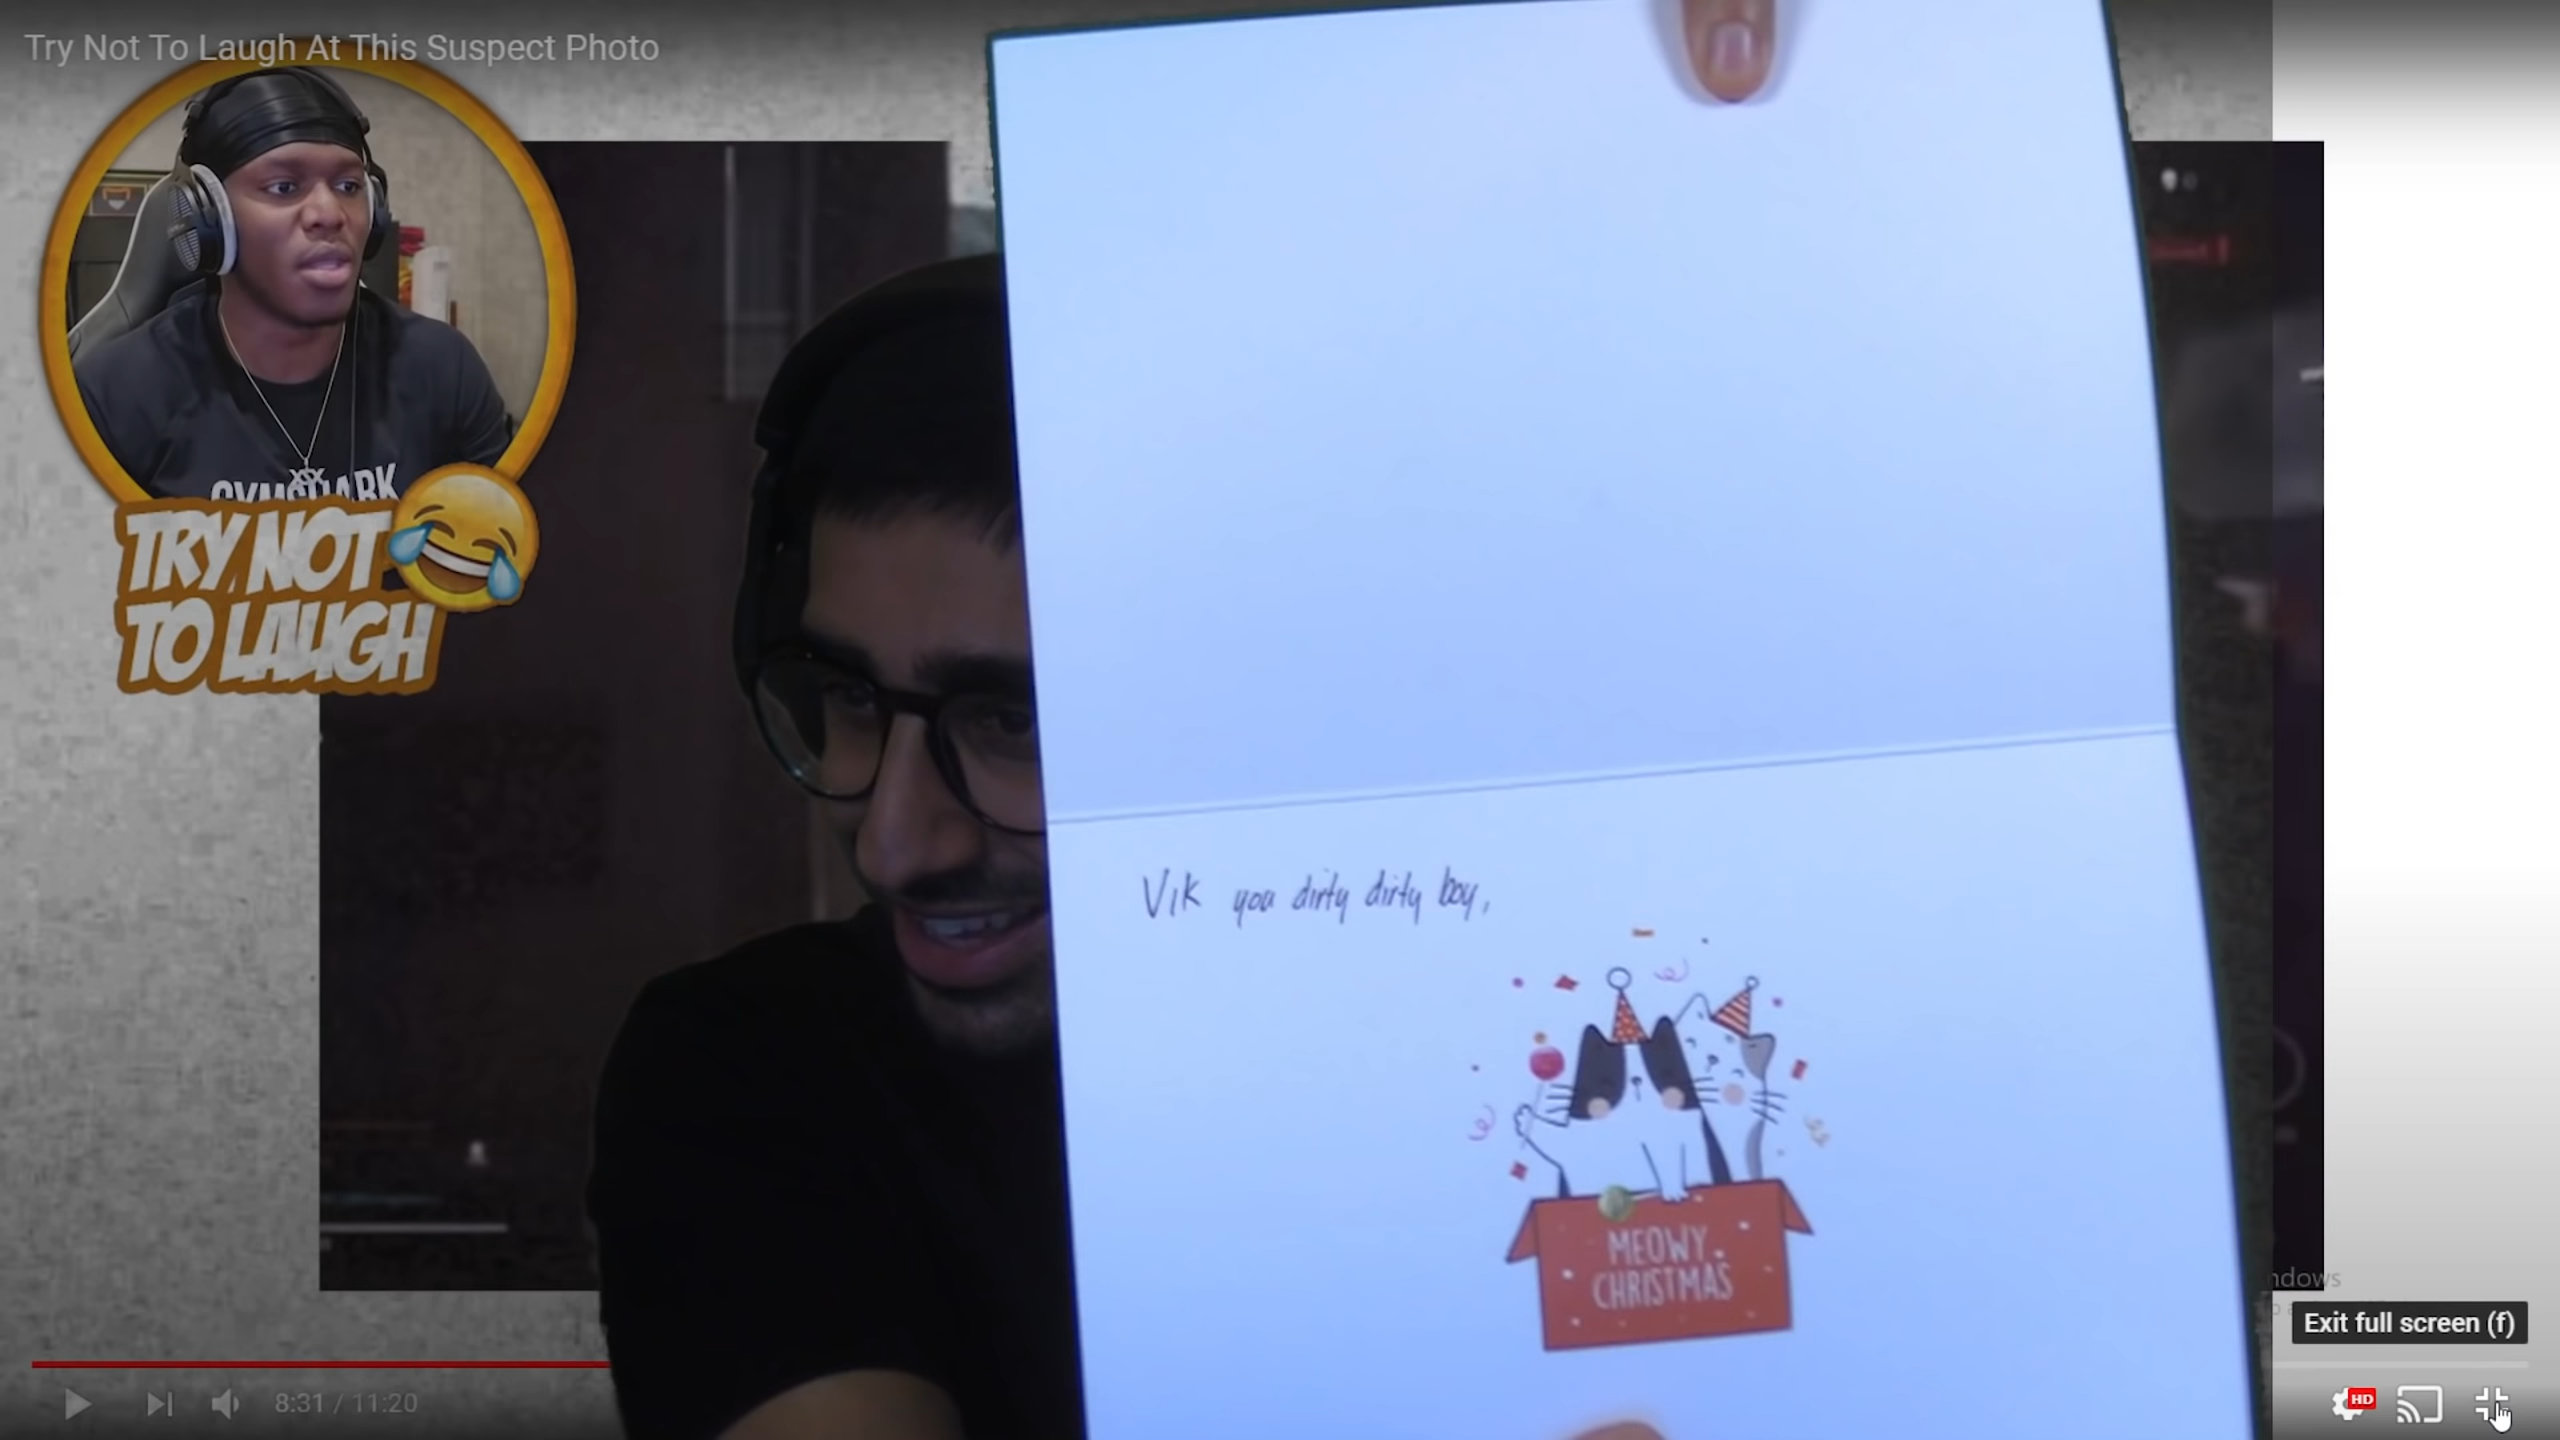 Try Not To Laugh At This Suspect Photo
GYMSHARK
TRY NOT
TO LAUGH
Vik you dirty dirty boy,
MEOWY
CHRISTMAS
Exit full screen (f)
8:31 / 11:20
HD